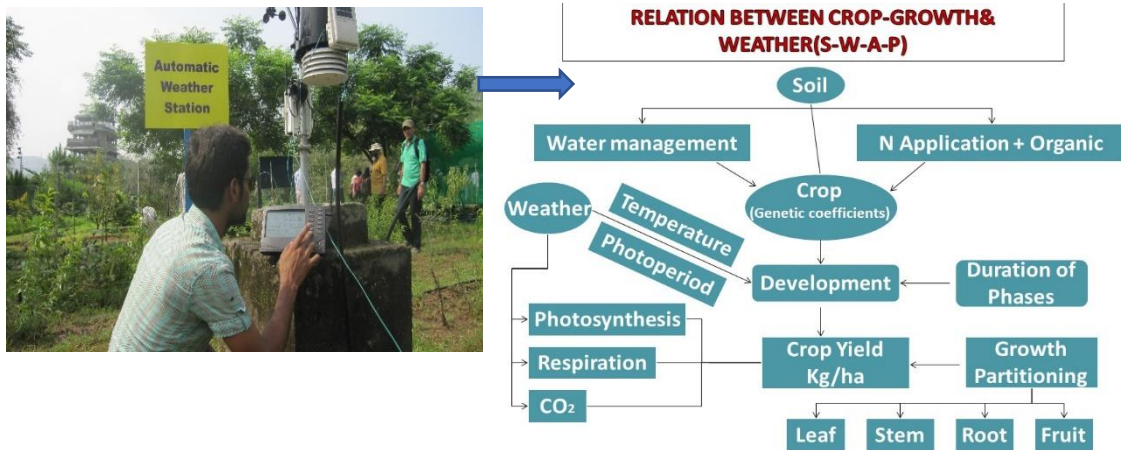 Automatic
Weather
Station
RELATION BETWEEN CROP-GROWTH&
WEATHER(S-W-A-P)
Soil
Water management
N Application + Organic
Crop
(Genetic coefficients)
Weather
Temperature
Photoperiod
Development
Duration of
Phases
Photosynthesis
Respiration
CO₂
Crop Yield
Kg/ha
Growth
Partitioning
Leaf
Stem
Root
Fruit